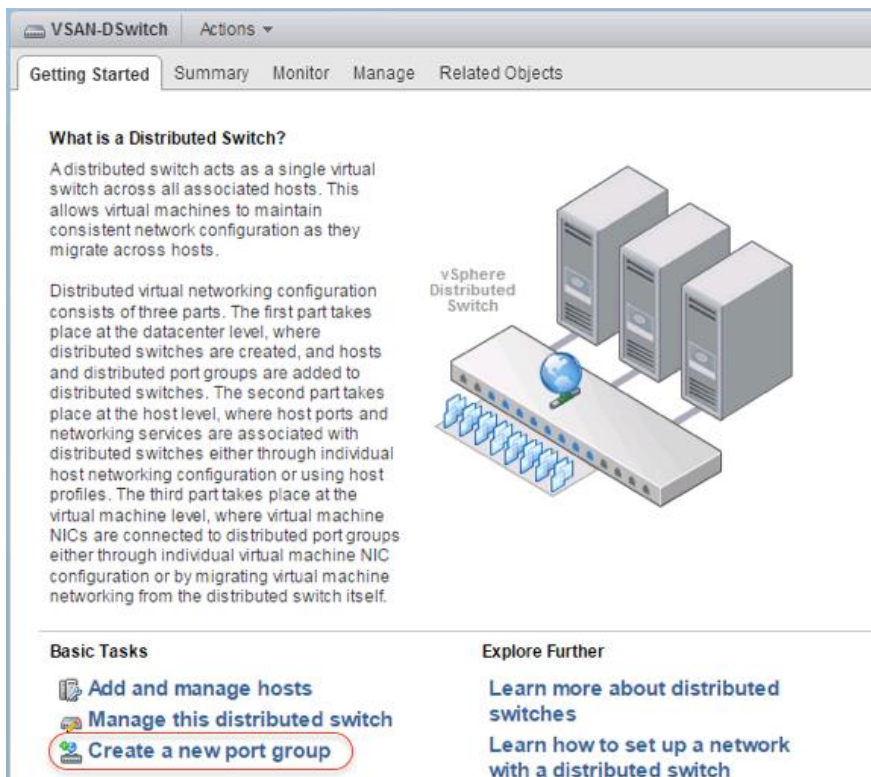 VSAN-DSwitch Actions
Getting Started Summary Monitor Manage Related Objects
What is a Distributed Switch?
A distributed switch acts as a single virtual
switch across all associated hosts. This
allows virtual machines to maintain
consistent network configuration as they
migrate across hosts.
Distributed virtual networking configuration
consists of three parts. The first part takes
place at the datacenter level, where
distributed switches are created, and hosts
and distributed port groups are added to
distributed switches. The second part takes
place at the host level, where host ports and
networking services are associated with
distributed switches either through individual
host networking configuration or using host
profiles. The third part takes place at the
virtual machine level, where virtual machine
NICs are connected to distributed port groups
either through individual virtual machine NIC
configuration or by migrating virtual machine
networking from the distributed switch itself.
vSphere
Distributed
Switch
Basic Tasks
Add and manage hosts
Manage this distributed switch
Create a new port group
Explore Further
Learn more about distributed
switches
Learn how to set up a network
with a distributed switch